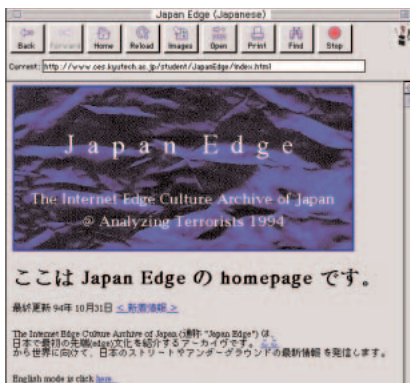 Japan Edge (Japanese)
Back Forward Home Reload Images Open Print Find Stop
Current: http://www.ces.kyutech.ac.jp/student/JapanEdge/index.html
Japan Edge
The Internet Edge Culture Archive of Japan
@ Analyzing Terrorists 1994
ここは Japan Edge の homepage です。
最終更新 94年 10月31日 < 新着情報 >
The Internet Edge Culture Archive of Japan (通称 "Japan Edge") は、
日本で最初の先端(edge)文化を紹介するアーカイヴです。ここ
から世界に向けて、日本のストリートやアンダーグラウンドの最新情報 を発信します。
English mode is click here.